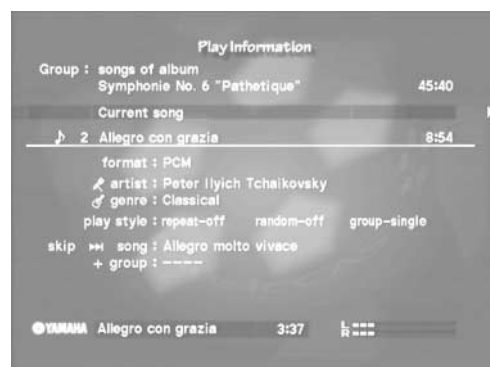 Play Information
Group : songs of album
Symphonie No. 6 "Pathetique" 45:40
Current song
2 Allegro con grazia 8:54
format : PCM
artist : Peter Ilyich Tchaikovsky
genre : Classical
play style : repeat-off random-off group-single
skip song : Allegro molto vivace
+ group : ----
YAMAHA Allegro con grazia 3:37 L R